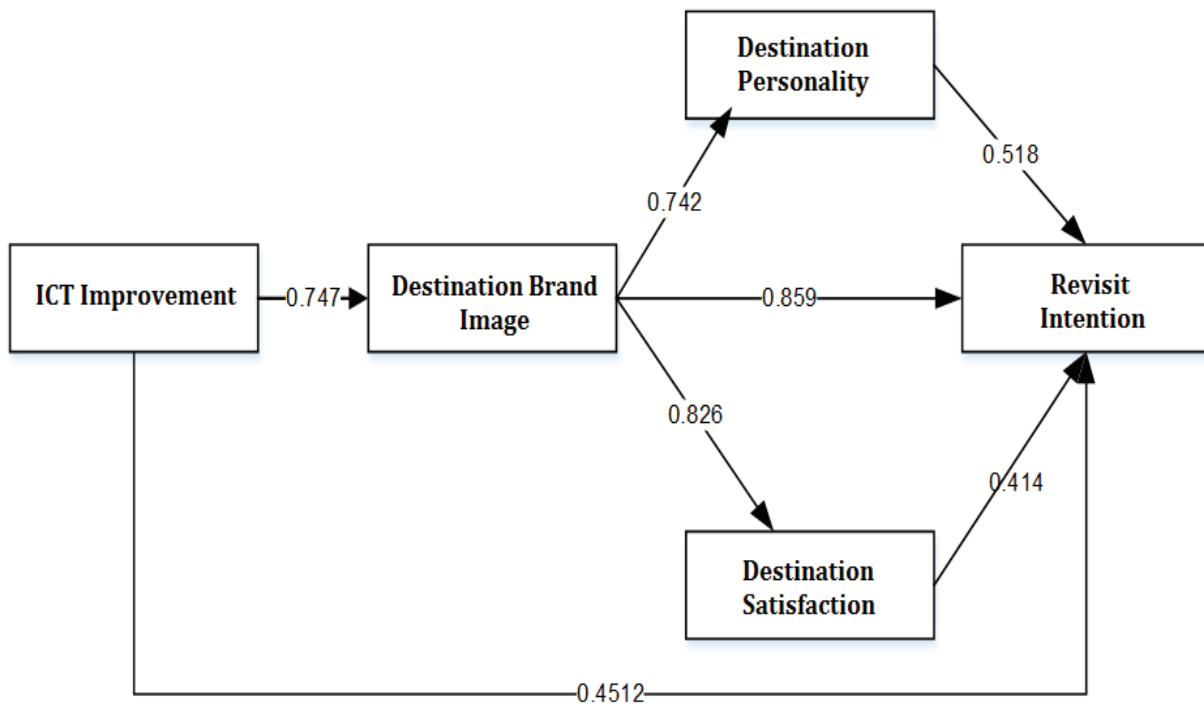 Destination
Personality
0.518
0.742
ICT Improvement
0.747
Destination Brand
Image
0.859
Revisit
Intention
0.826
0.414
Destination
Satisfaction
0.4512